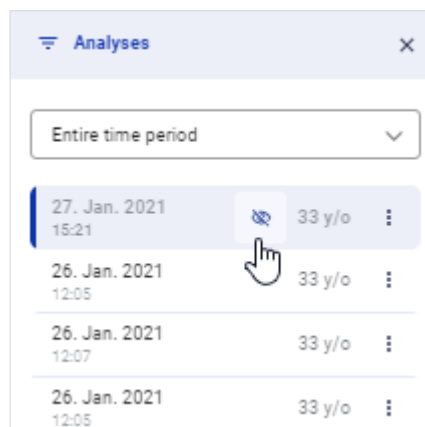 Analyses
Entire time period
27. Jan. 2021
15:21
33 y/o
26. Jan. 2021
12:05
33 y/o
26. Jan. 2021
12:07
33 y/o
26. Jan. 2021
12:05
33 y/o